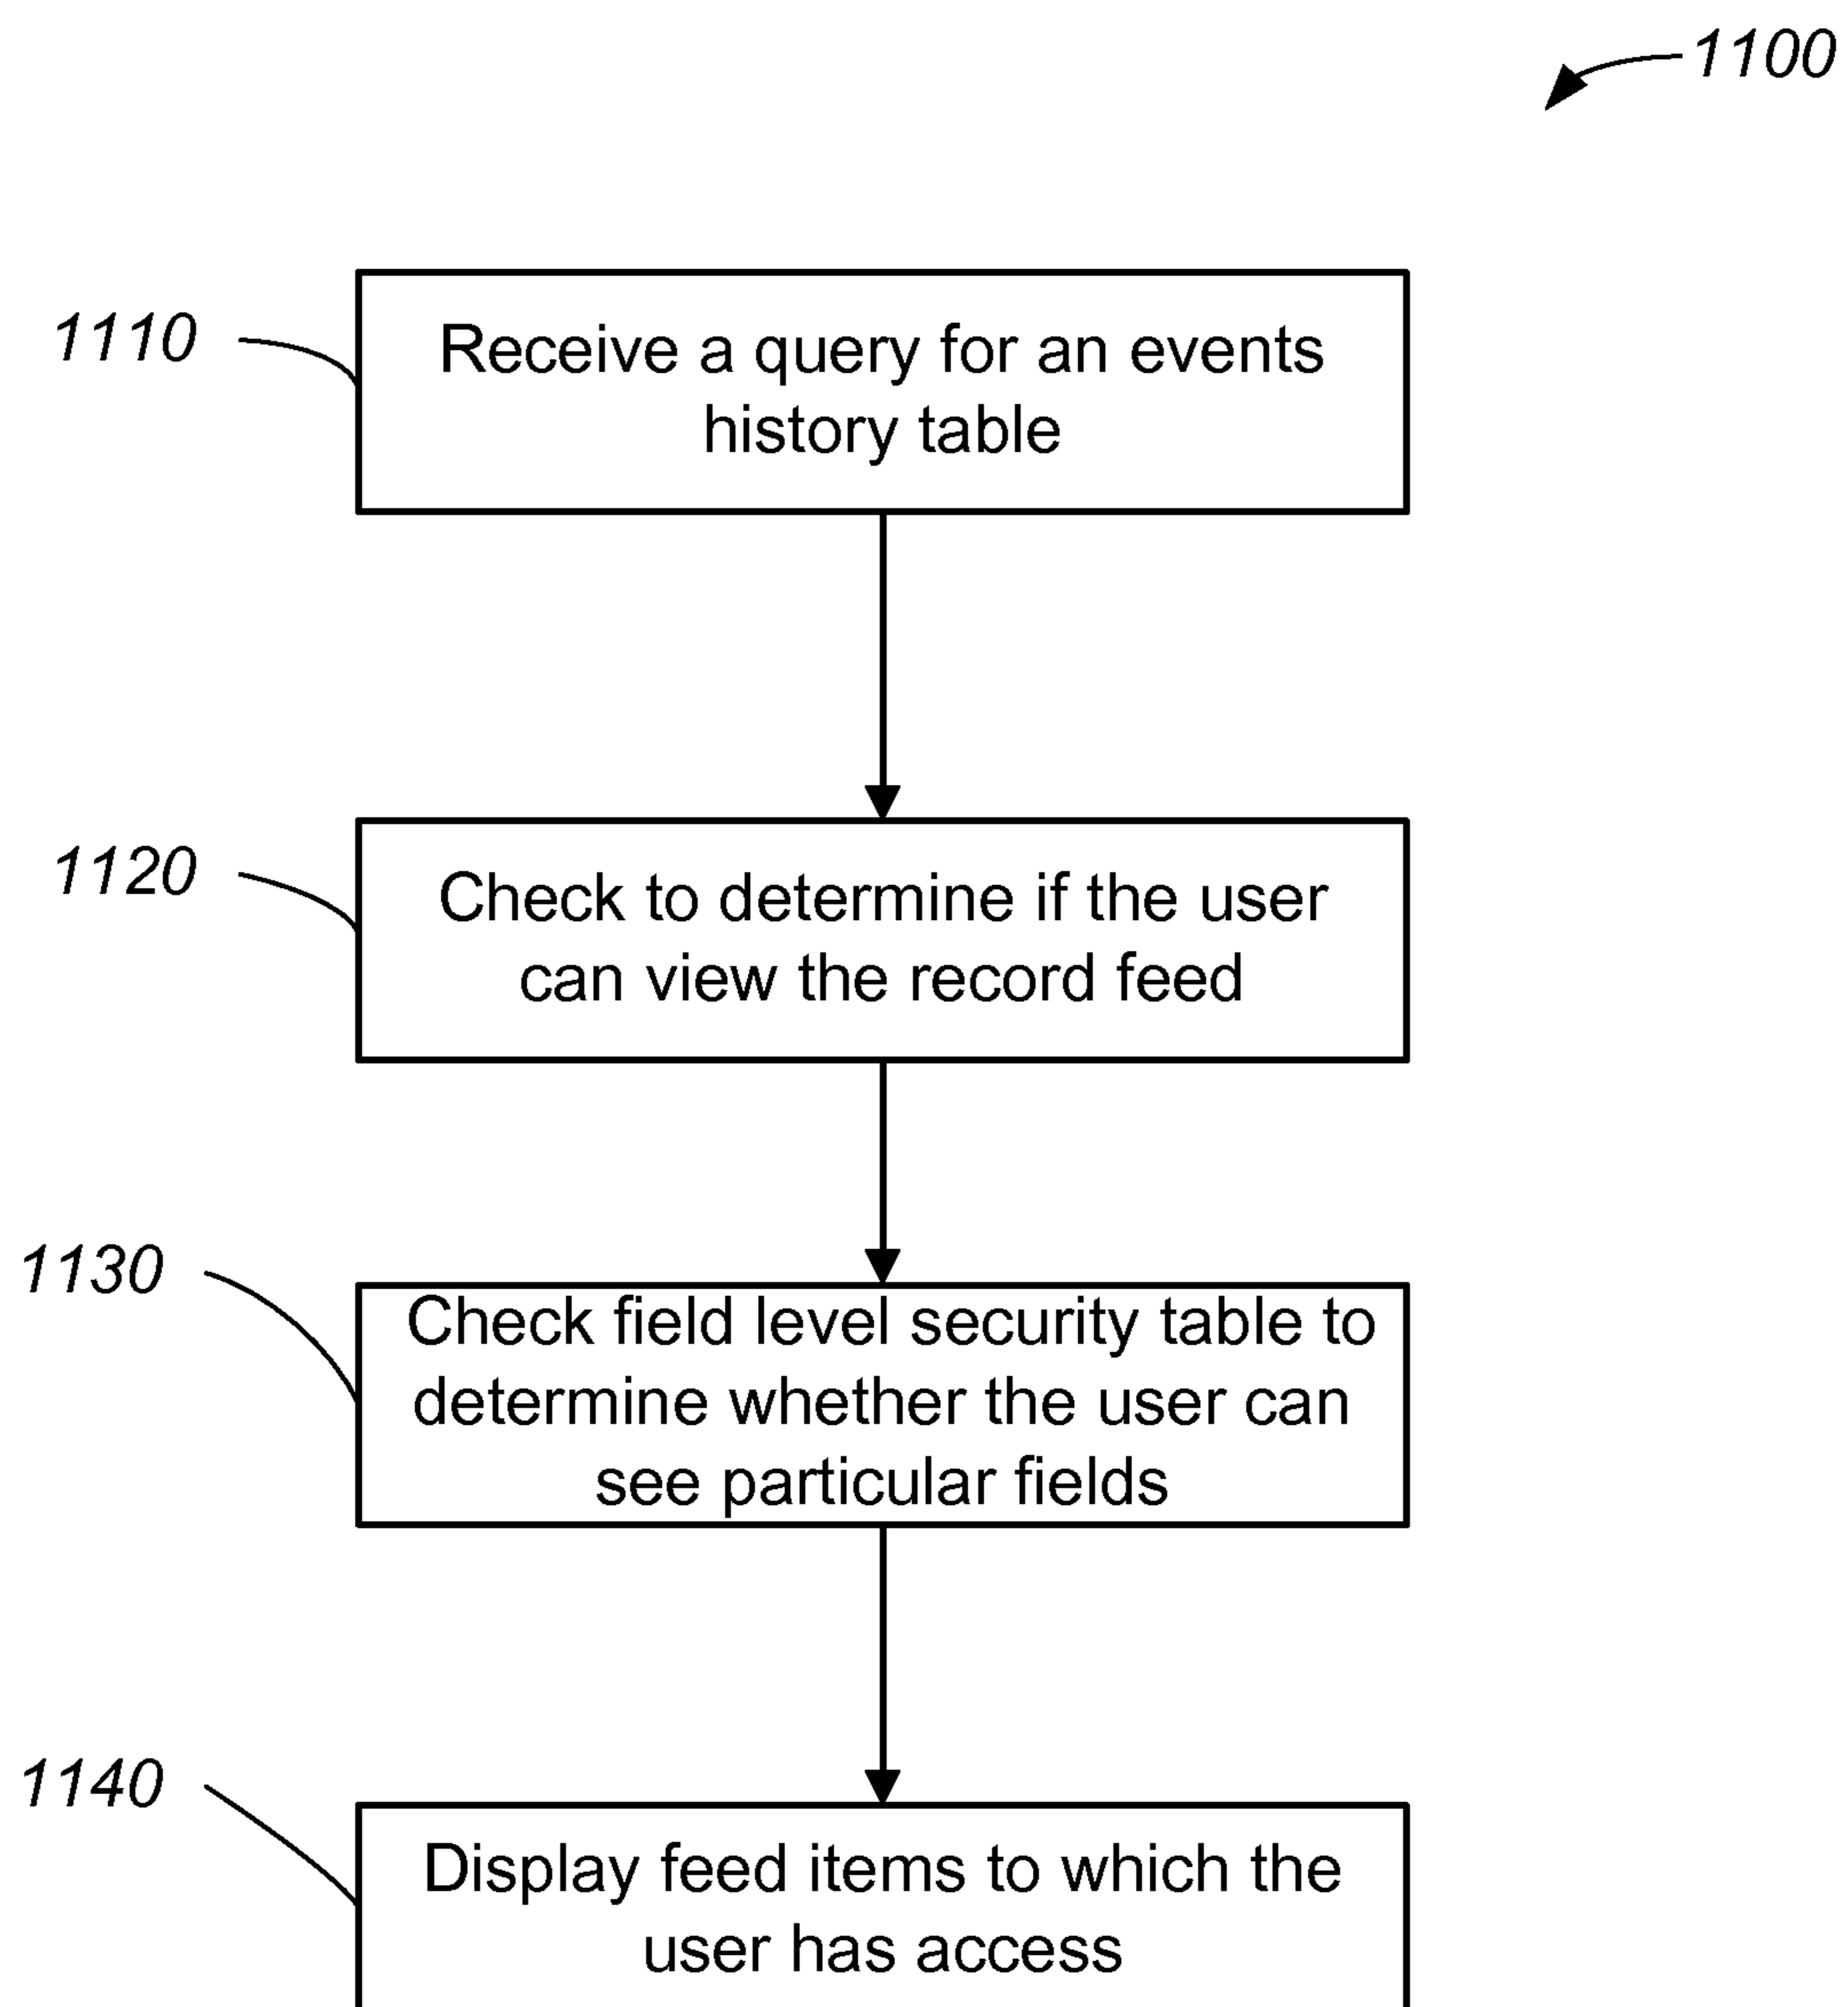 1100
1110
Receive a query for an events
history table
1120
Check to determine if the user
can view the record feed
1130
Check field level security table to
determine whether the user can
see particular fields
1140
Display feed items to which the
user has access